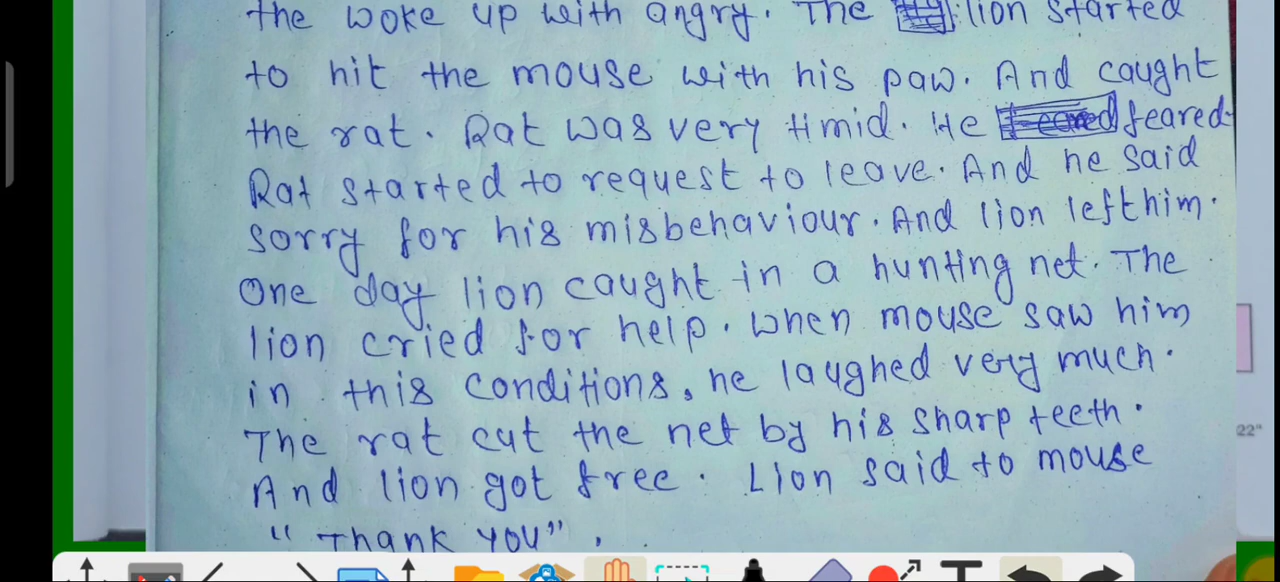 the woke up with angry. The lion started
to hit the mouse with his paw. And caught
the rat. Rat was very timid. He feared
Rat started to request to leave. And he said
sorry for his misbehaviour. And lion left him.
One day lion caught in a hunting net. The
lion cried for help. When mouse saw him
in this conditions, he laughed very much.
The rat cut the net by his sharp teeth.
And lion got free. Lion said to mouse
"Thank you".
22"